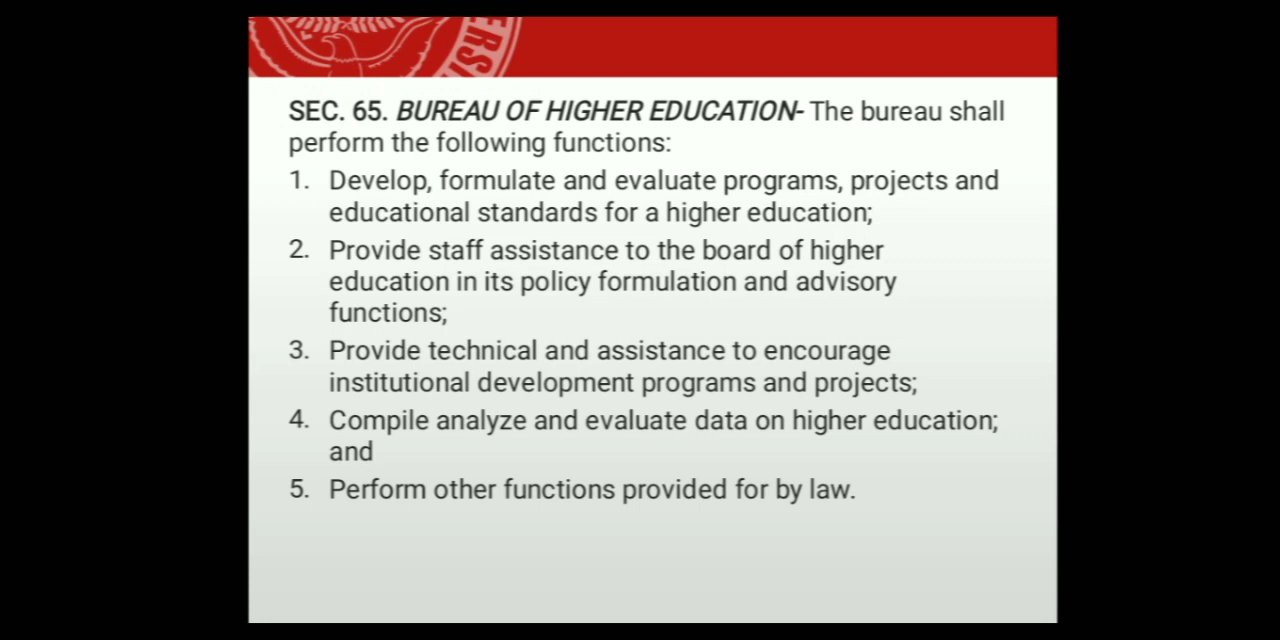 ERSI
SEC. 65. BUREAU OF HIGHER EDUCATION- The bureau shall
perform the following functions:
1. Develop, formulate and evaluate programs, projects and
educational standards for a higher education;
2. Provide staff assistance to the board of higher
education in its policy formulation and advisory
functions;
3. Provide technical and assistance to encourage
institutional development programs and projects;
4. Compile analyze and evaluate data on higher education;
and
5. Perform other functions provided for by law.